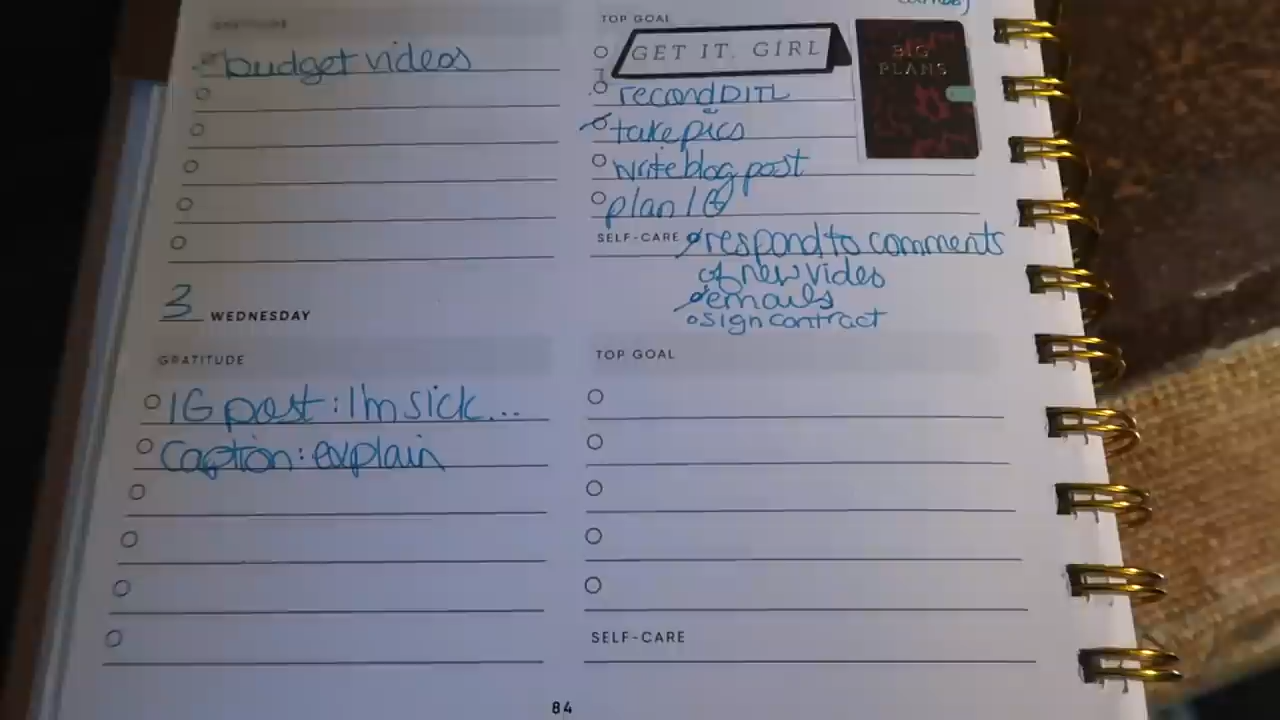 GRATITUDE
budget videos
TOP GOAL
GET IT, GIRL
BIG
PLANS
record DITL
take pics
write blog post
plan IG
SELF-CARE
respond to comments
of new video
emails
sign contract
3 WEDNESDAY
GRATITUDE
IG post: I'm sick...
Caption: explain
TOP GOAL
SELF-CARE
84